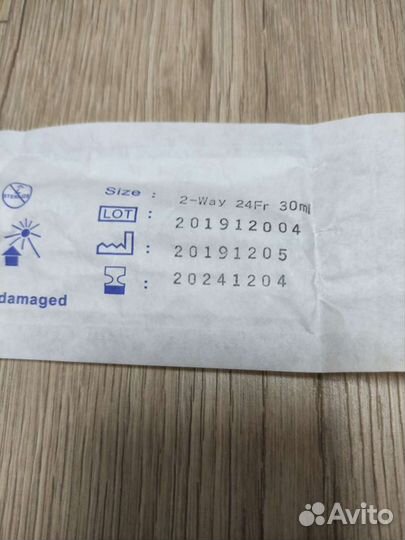 Size : 2-Way 24Fr 30ml
LOT : 201912004
: 20191205
: 20241204
damaged
Avito